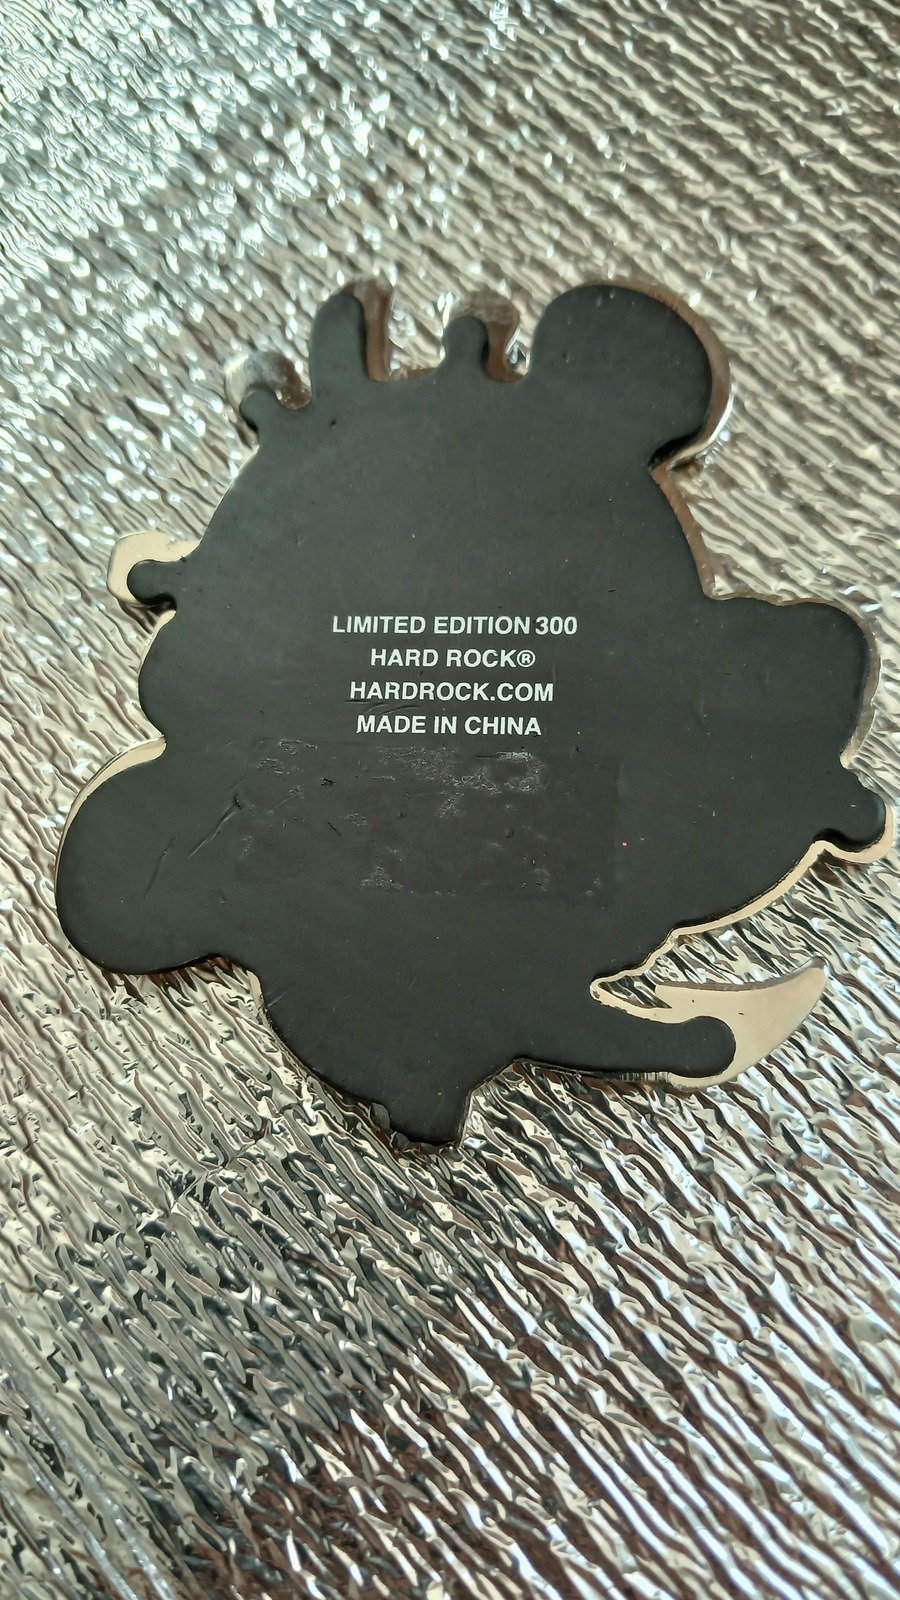 LIMITED EDITION 300
HARD ROCK®
HARDROCK.COM
MADE IN CHINA